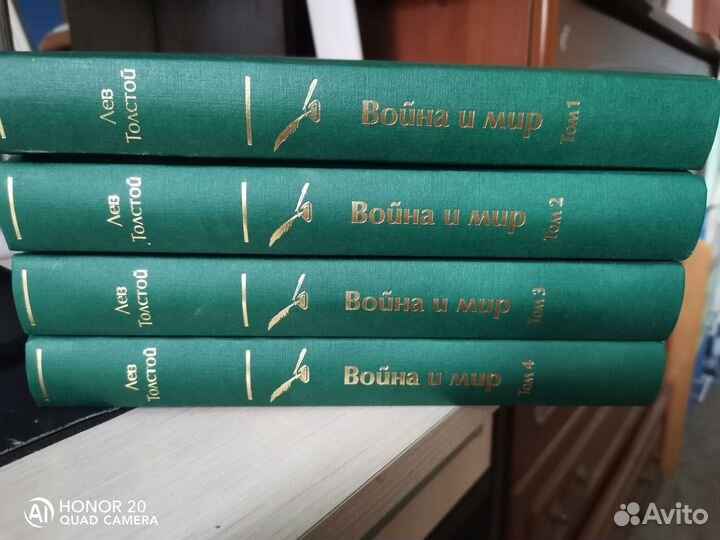 Лев
Толстой
Война и мир
Том 1
Лев
Толстой
Война и мир
Том 2
Лев
Толстой
Война и мир
Том 3
Лев
Толстой
Война и мир
Том 4
AI
HONOR 20
QUAD CAMERA
Avito